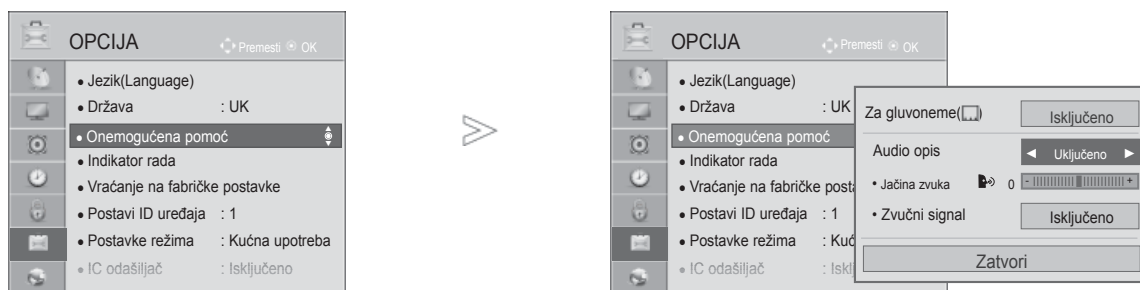 OPCIJA
Premesti OK
• Jezik(Language)
• Država : UK
• Onemogućena pomoć
• Indikator rada
• Vraćanje na fabričke postavke
• Postavi ID uređaja : 1
• Postavke režima : Kućna upotreba
• IC odašiljač : Isključeno
OPCIJA
Premesti OK
• Jezik(Language)
• Država : UK
• Onemogućena pomoć
• Indikator rada
• Vraćanje na fabričke posta
• Postavi ID uređaja : 1
• Postavke režima : Kuć
• IC odašiljač : Isklj
Za gluvoneme( ) Isključeno
Audio opis ◄ Uključeno ►
• Jačina zvuka 0 - +
• Zvučni signal Isključeno
Zatvori